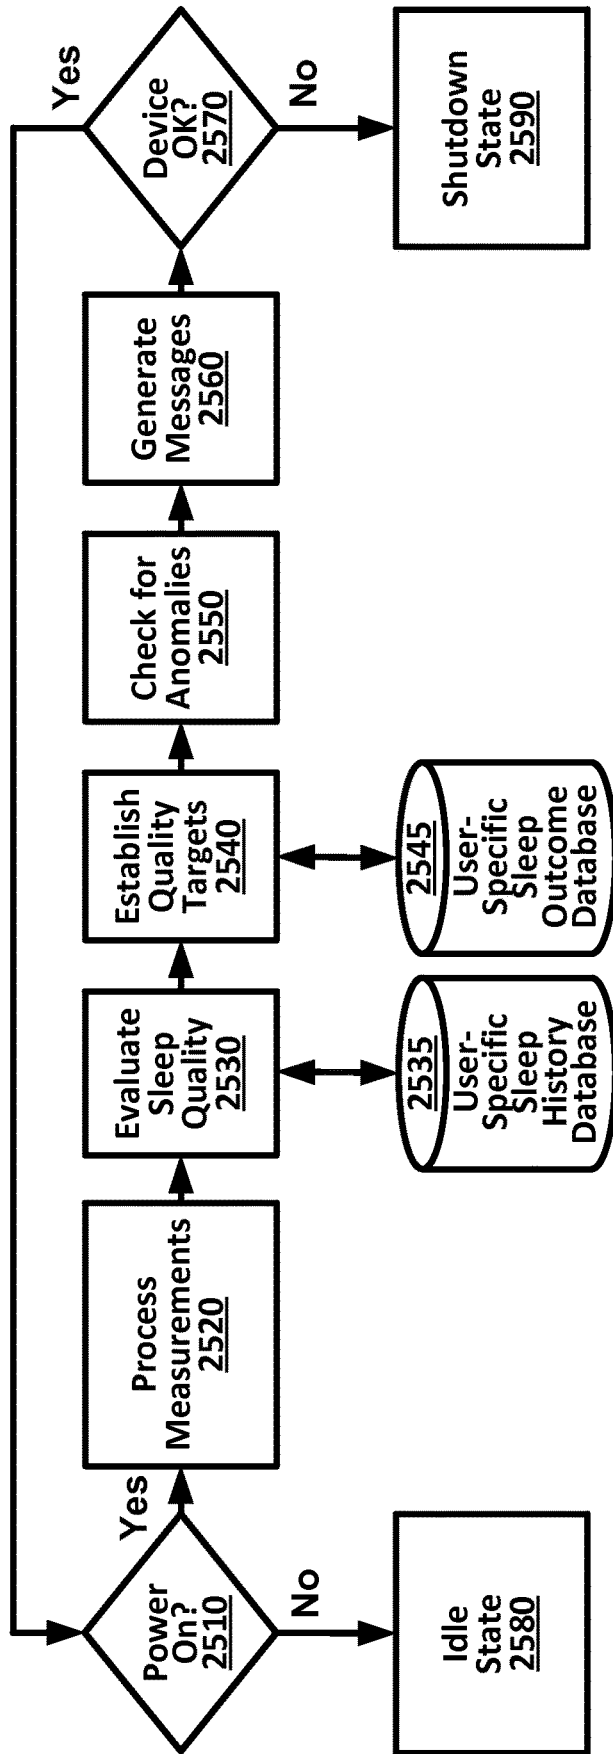 Power
On?
2510
Yes
No
Idle
State
2580
Process
Measurements
2520
Evaluate
Sleep
Quality
2530
2535
User-
Specific
Sleep
History
Database
Establish
Quality
Targets
2540
2545
User-
Specific
Sleep
Outcome
Database
Check for
Anomalies
2550
Generate
Messages
2560
Device
OK?
2570
Yes
No
Shutdown
State
2590